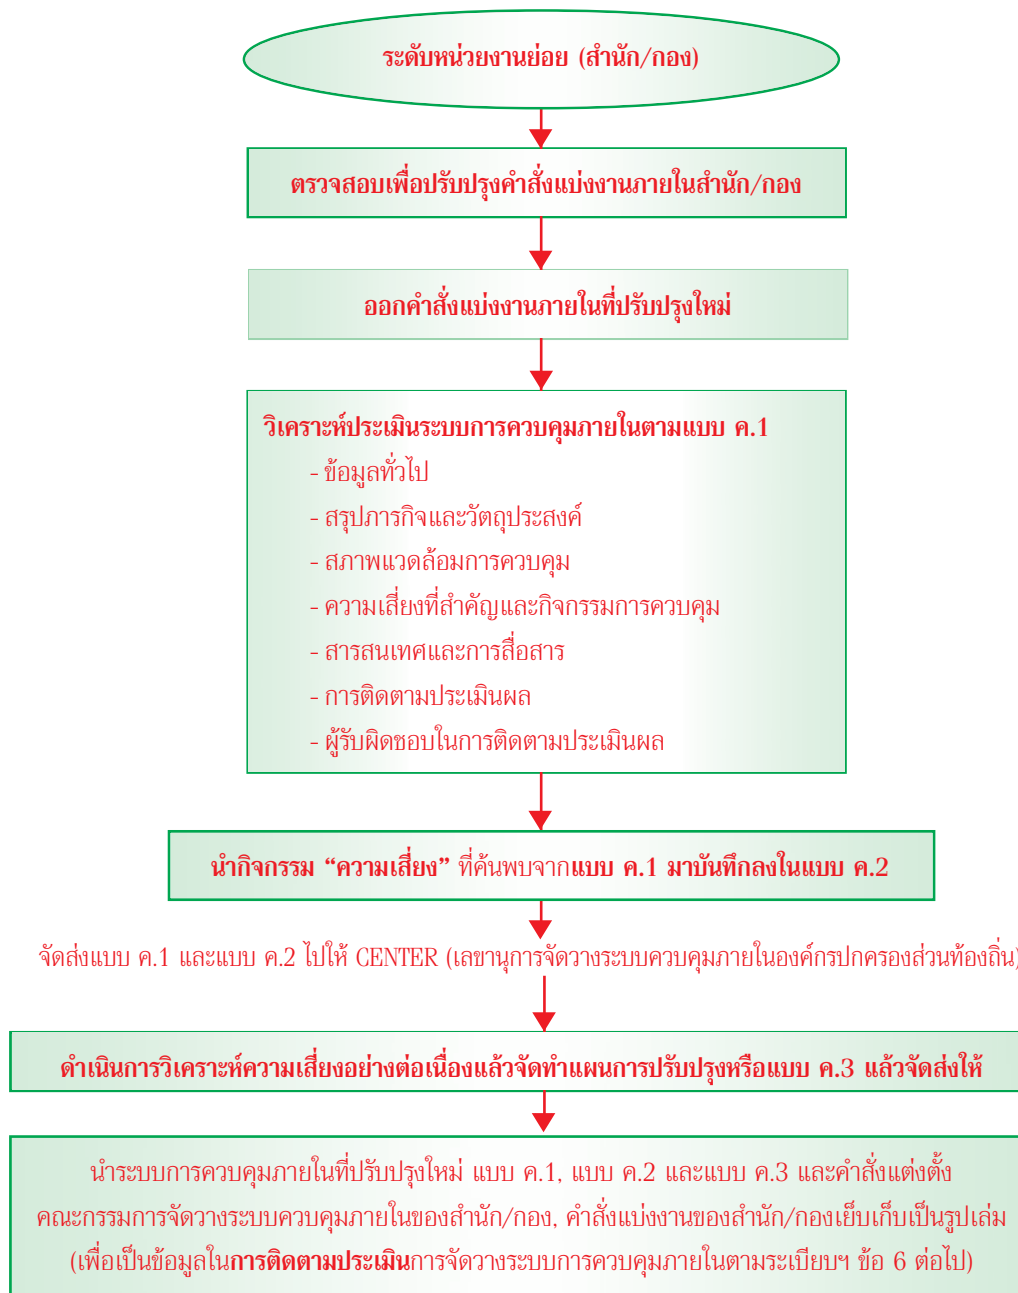 ระดับหน่วยงานย่อย (สำนัก/กอง)
ตรวจสอบเพื่อปรับปรุงคำสั่งแบ่งงานภายในสำนัก/กอง
ออกคำสั่งแบ่งงานภายในที่ปรับปรุงใหม่
วิเคราะห์ประเมินระบบการควบคุมภายในตามแบบ ค.1
- ข้อมูลทั่วไป
- สรุปภารกิจและวัตถุประสงค์
- สภาพแวดล้อมการควบคุม
- ความเสี่ยงที่สำคัญและกิจกรรมการควบคุม
- สารสนเทศและการสื่อสาร
- การติดตามประเมินผล
- ผู้รับผิดชอบในการติดตามประเมินผล
นำกิจกรรม “ความเสี่ยง” ที่ค้นพบจากแบบ ค.1 มาบันทึกลงในแบบ ค.2
จัดส่งแบบ ค.1 และแบบ ค.2 ไปให้ CENTER (เลขานุการจัดวางระบบควบคุมภายในองค์กรปกครองส่วนท้องถิ่น)
ดำเนินการวิเคราะห์ความเสี่ยงอย่างต่อเนื่องแล้วจัดทำแผนการปรับปรุงหรือแบบ ค.3 แล้วจัดส่งให้
นำระบบการควบคุมภายในที่ปรับปรุงใหม่ แบบ ค.1, แบบ ค.2 และแบบ ค.3 และคำสั่งแต่งตั้ง
คณะกรรมการจัดวางระบบควบคุมภายในของสำนัก/กอง, คำสั่งแบ่งงานของสำนัก/กองเย็บเก็บเป็นรูปเล่ม
(เพื่อเป็นข้อมูลในการติดตามประเมินการจัดวางระบบการควบคุมภายในตามระเบียบฯ ข้อ 6 ต่อไป)